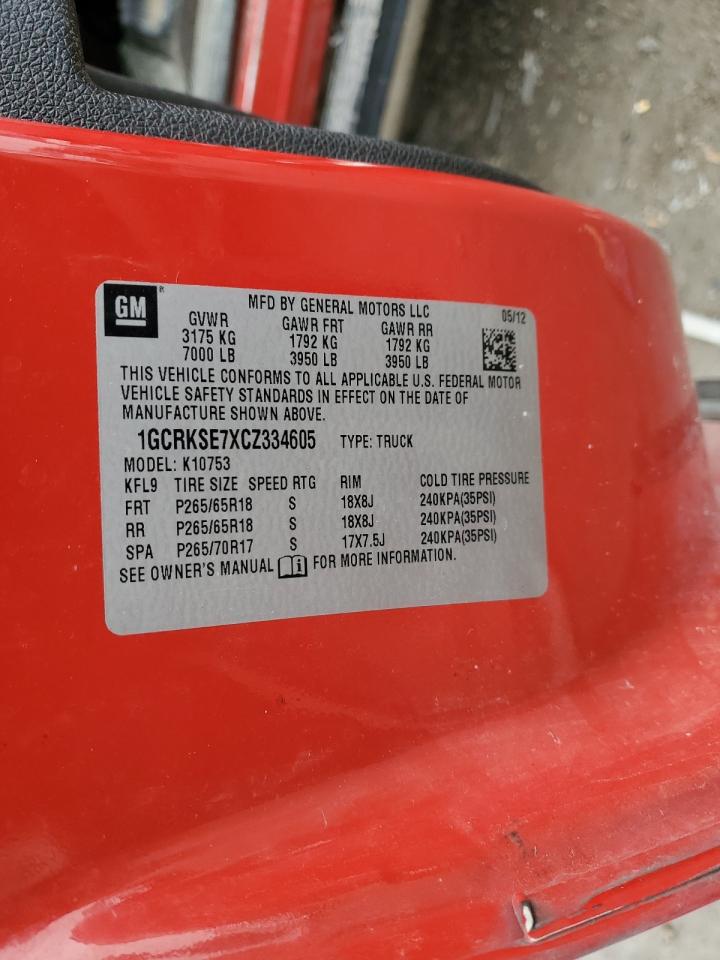 GM ®
MFD BY GENERAL MOTORS LLC 05/12
GVWR GAWR FRT GAWR RR
3175 KG 1792 KG 1792 KG
7000 LB 3950 LB 3950 LB
THIS VEHICLE CONFORMS TO ALL APPLICABLE U.S. FEDERAL MOTOR
VEHICLE SAFETY STANDARDS IN EFFECT ON THE DATE OF
MANUFACTURE SHOWN ABOVE.
1GCRKSE7XCZ334605 TYPE: TRUCK
MODEL: K10753
KFL9 TIRE SIZE SPEED RTG RIM COLD TIRE PRESSURE
FRT P265/65R18 S 18X8J 240KPA(35PSI)
RR P265/65R18 S 18X8J 240KPA(35PSI)
SPA P265/70R17 S 17X7.5J 240KPA(35PSI)
SEE OWNER'S MANUAL i FOR MORE INFORMATION.